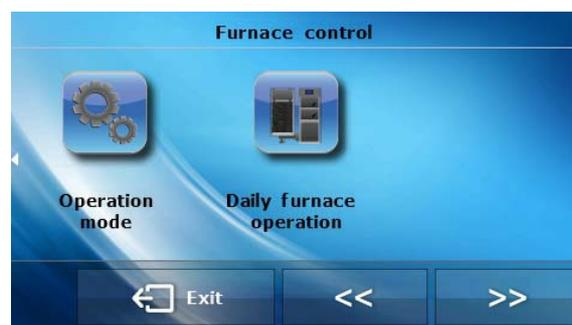 Furnace control
Operation
mode
Daily furnace
operation
Exit
<<
>>